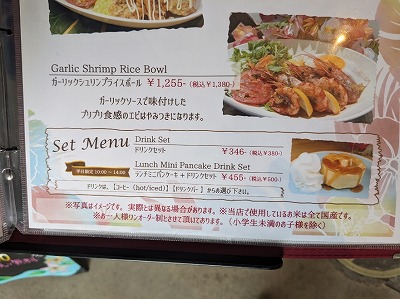 Garlic Shrimp Rice Bowl
ガーリックシュリンプライスボール ¥1,255-(税込¥1,380-)
ガーリックソースで味付けした
プリプリ食感のエビはやみつきになります。
Set Menu
Drink Set
ドリンクセット ¥346-(税込¥380-)
Lunch Mini Pancake Drink Set
平日限定 10:00 ~ 14:00
ランチミニパンケーキ+ドリンクセット ¥455-(税込¥500-)
ドリンクは、【コーヒー (hot/iced)】【ドリンクバー】からお選び下さい。
※写真はイメージです。実際とは異なる場合があります。※当店で使用しているお米は全て国産です。
※お一人様ワンオーダー制とさせて頂いております。(小学生未満のお子様を除く)